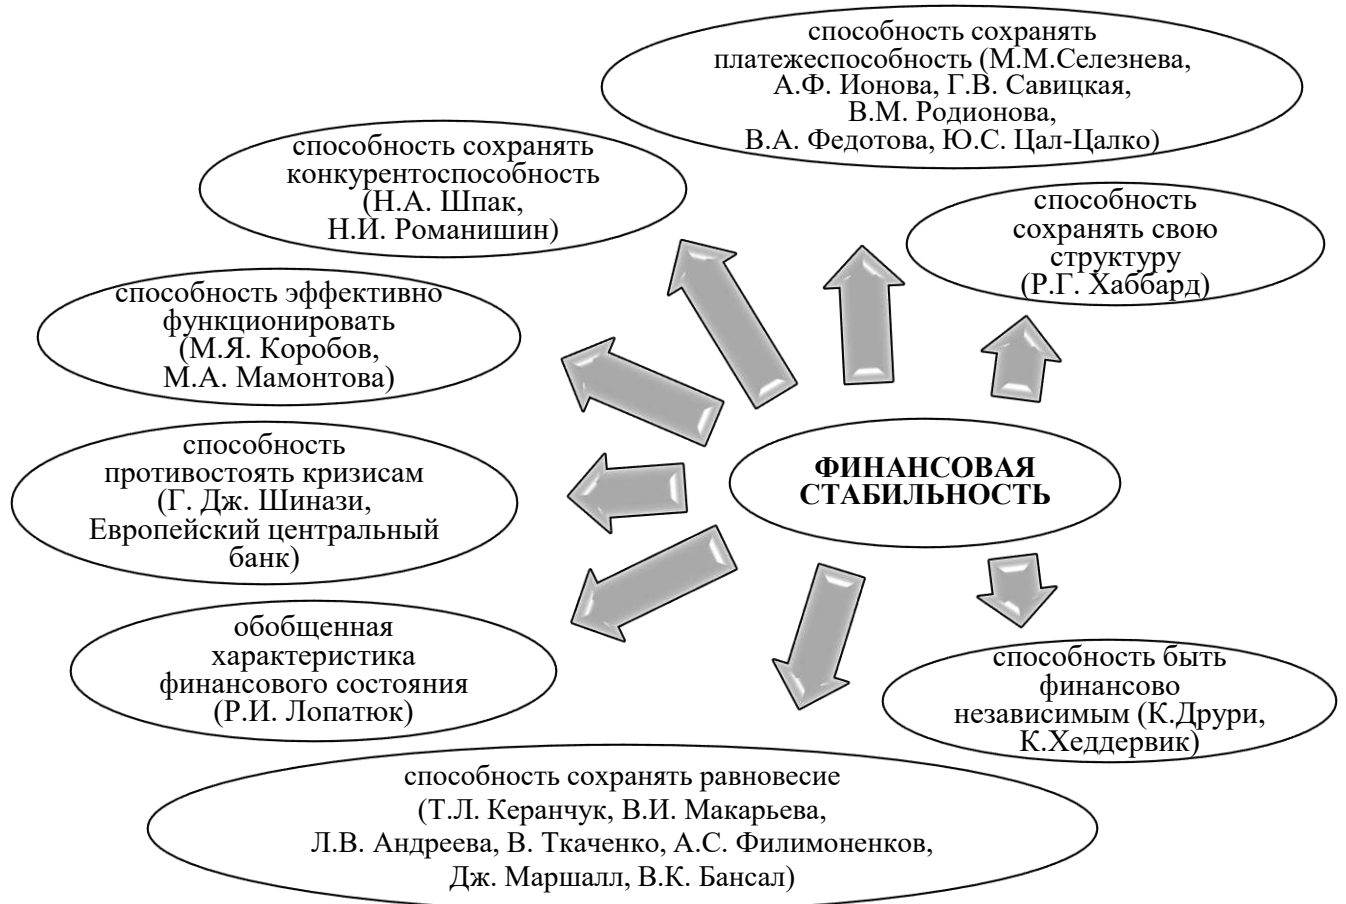 способность сохранять
платежеспособность (М.М.Селезнева,
А.Ф. Ионова, Г.В. Савицкая,
В.М. Родионова,
В.А. Федотова, Ю.С. Цал-Цалко)
способность сохранять
конкурентоспособность
(Н.А. Шпак,
Н.И. Романишин)
способность
сохранять свою
структуру
(Р.Г. Хаббард)
способность эффективно
функционировать
(М.Я. Коробов,
М.А. Мамонтова)
способность
противостоять кризисам
(Г. Дж. Шинази,
Европейский центральный
банк)
ФИНАНСОВАЯ
СТАБИЛЬНОСТЬ
обобщенная
характеристика
финансового состояния
(Р.И. Лопатюк)
способность быть
финансово
независимым (К.Друри,
К.Хеддервик)
способность сохранять равновесие
(Т.Л. Керанчук, В.И. Макарьева,
Л.В. Андреева, В. Ткаченко, А.С. Филимоненков,
Дж. Маршалл, В.К. Бансал)